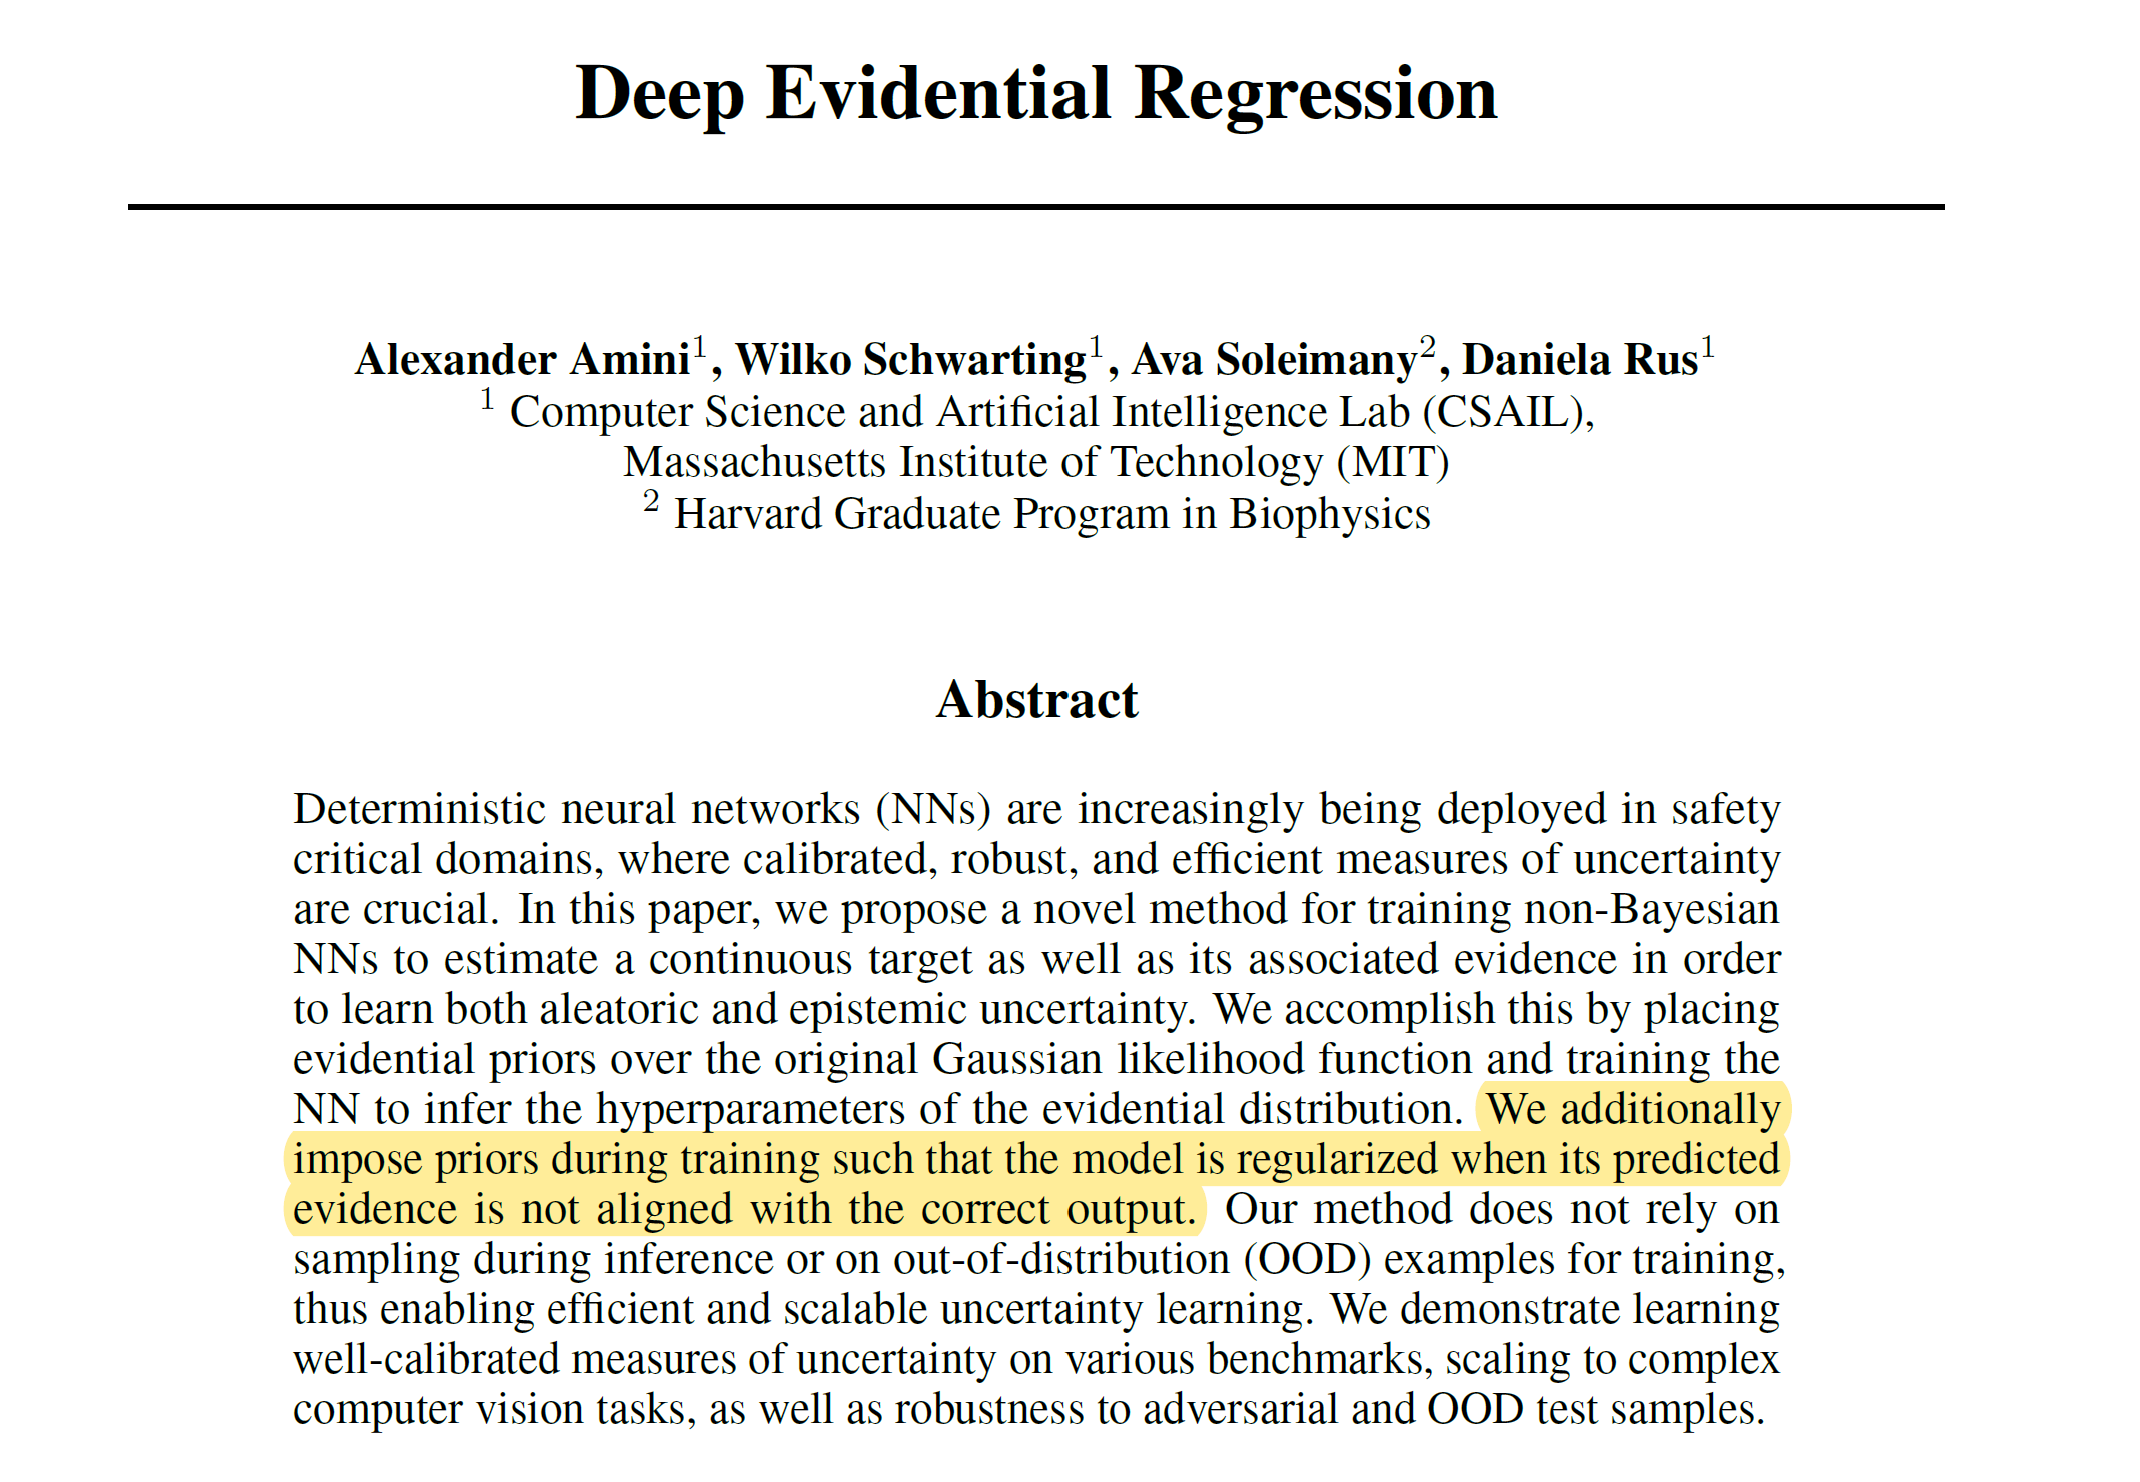 Deep Evidential Regression
Alexander Amini¹, Wilko Schwarting¹, Ava Soleimany², Daniela Rus¹
¹ Computer Science and Artificial Intelligence Lab (CSAIL),
Massachusetts Institute of Technology (MIT)
² Harvard Graduate Program in Biophysics
Abstract
Deterministic neural networks (NNs) are increasingly being deployed in safety
critical domains, where calibrated, robust, and efficient measures of uncertainty
are crucial. In this paper, we propose a novel method for training non-Bayesian
NNs to estimate a continuous target as well as its associated evidence in order
to learn both aleatoric and epistemic uncertainty. We accomplish this by placing
evidential priors over the original Gaussian likelihood function and training the
NN to infer the hyperparameters of the evidential distribution. We additionally
impose priors during training such that the model is regularized when its predicted
evidence is not aligned with the correct output. Our method does not rely on
sampling during inference or on out-of-distribution (OOD) examples for training,
thus enabling efficient and scalable uncertainty learning. We demonstrate learning
well-calibrated measures of uncertainty on various benchmarks, scaling to complex
computer vision tasks, as well as robustness to adversarial and OOD test samples.